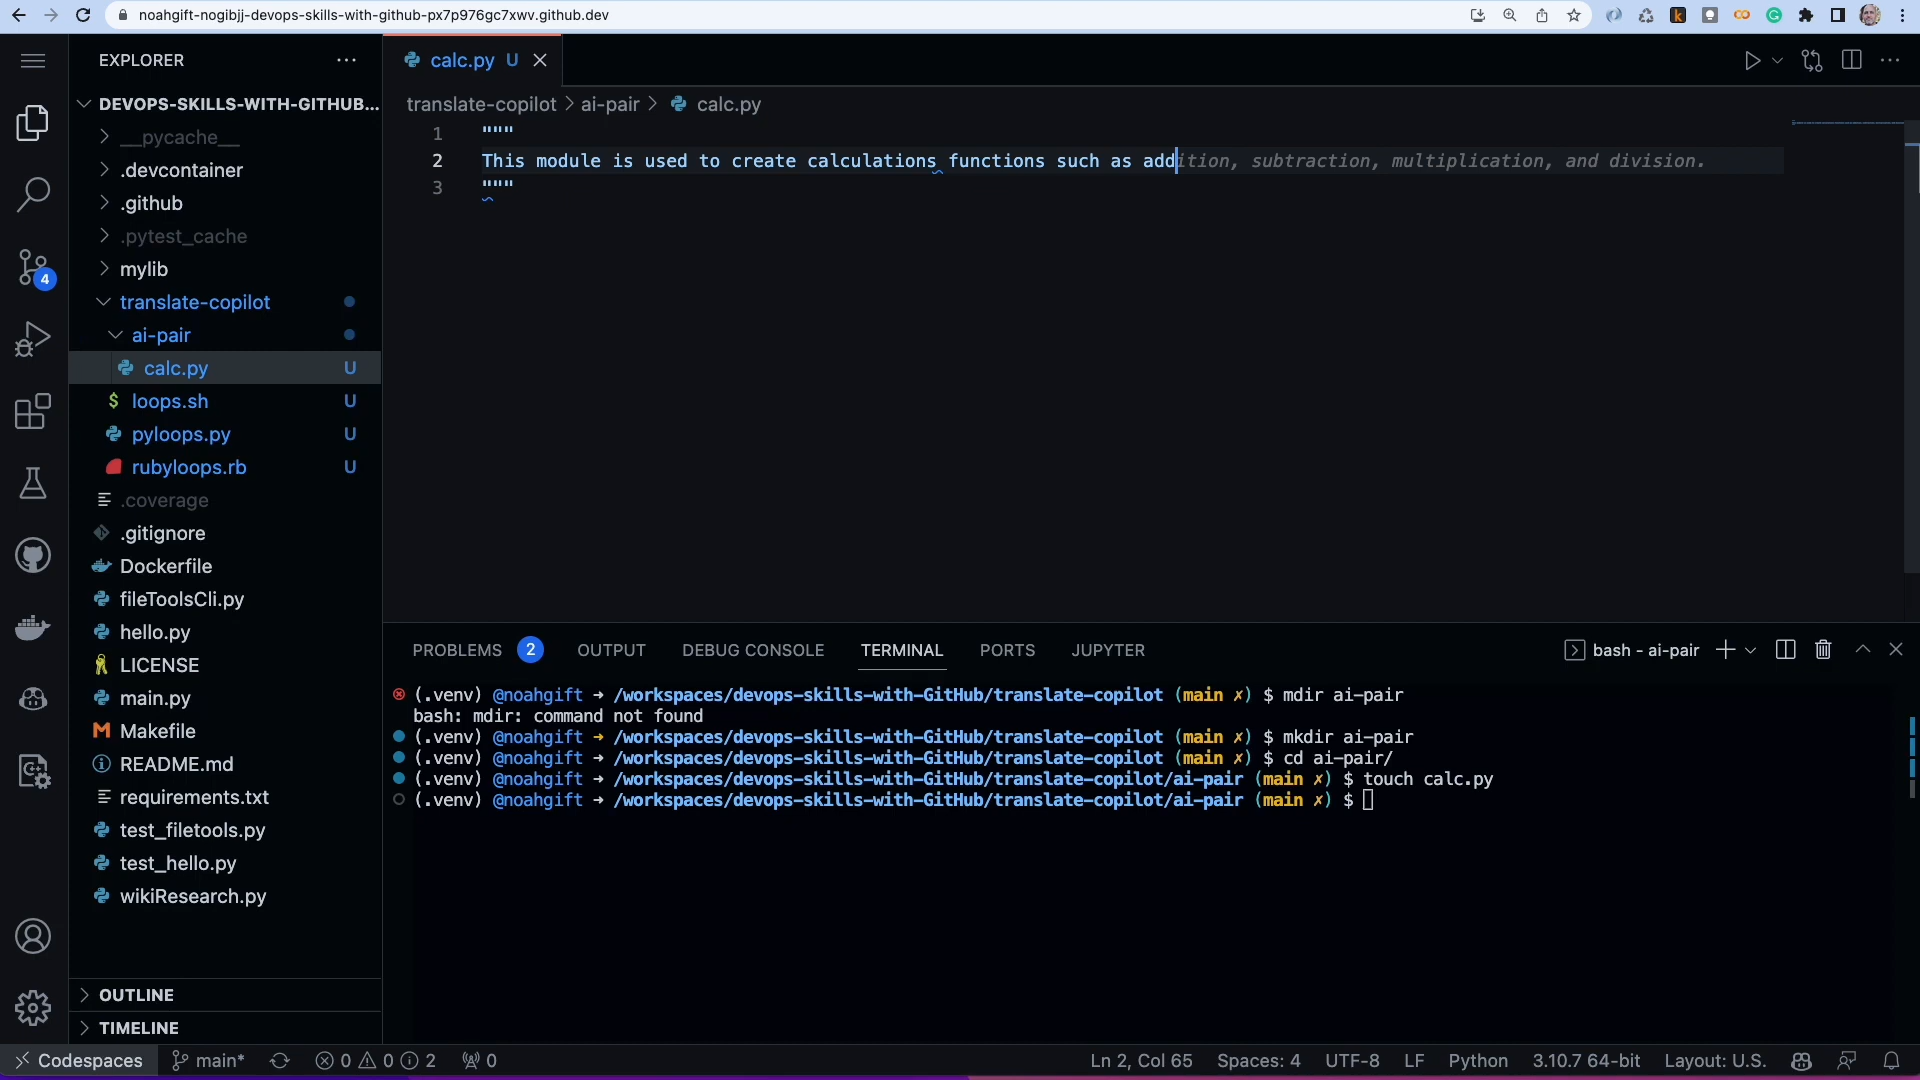 noahgift-nogibjj-devops-skills-with-github-px7p976gc7xwv.github.dev
EXPLORER
DEVOPS-SKILLS-WITH-GITHUB...
__pycache__
.devcontainer
.github
.pytest_cache
mylib
translate-copilot
ai-pair
calc.py U
loops.sh U
pyloops.py U
rubyloops.rb U
.coverage
.gitignore
Dockerfile
fileToolsCli.py
hello.py
LICENSE
main.py
Makefile
README.md
requirements.txt
test_filetools.py
test_hello.py
wikiResearch.py
OUTLINE
TIMELINE
4
calc.py U
translate-copilot > ai-pair > calc.py
1 """
2 This module is used to create calculations functions such as addition, subtraction, multiplication, and division.
3 """
PROBLEMS 2 OUTPUT DEBUG CONSOLE TERMINAL PORTS JUPYTER
bash - ai-pair
(.venv) @noahgift → /workspaces/devops-skills-with-GitHub/translate-copilot (main ✗) $ mdir ai-pair
bash: mdir: command not found
(.venv) @noahgift → /workspaces/devops-skills-with-GitHub/translate-copilot (main ✗) $ mkdir ai-pair
(.venv) @noahgift → /workspaces/devops-skills-with-GitHub/translate-copilot (main ✗) $ cd ai-pair/
(.venv) @noahgift → /workspaces/devops-skills-with-GitHub/translate-copilot/ai-pair (main ✗) $ touch calc.py
(.venv) @noahgift → /workspaces/devops-skills-with-GitHub/translate-copilot/ai-pair (main ✗) $
Codespaces main* 0 0 2 0 Ln 2, Col 65 Spaces: 4 UTF-8 LF Python 3.10.7 64-bit Layout: U.S.